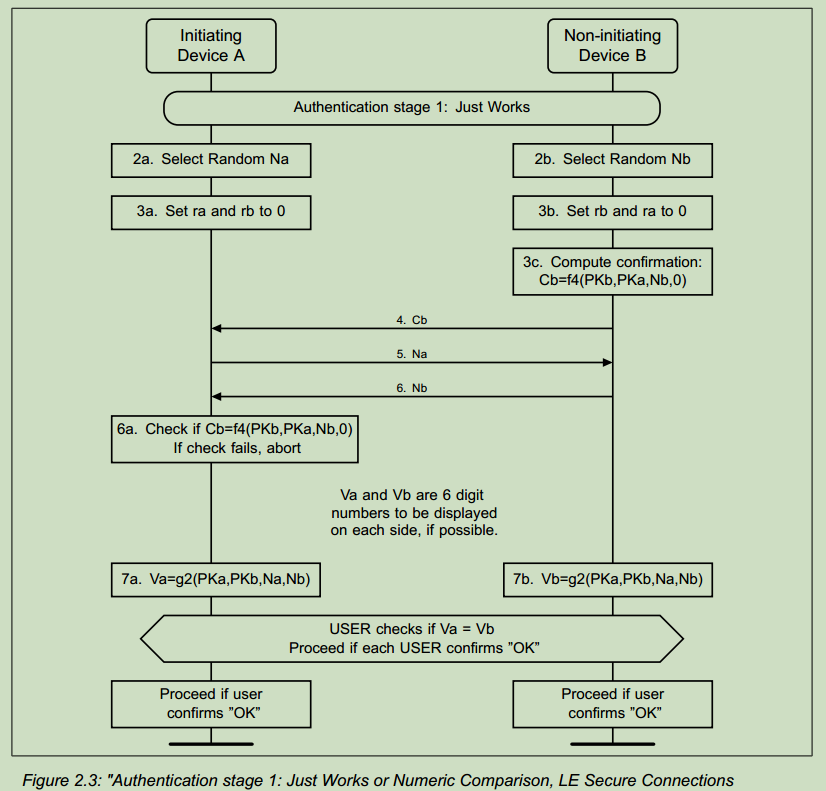 Initiating
Device A
Non-initiating
Device B
Authentication stage 1: Just Works
2a. Select Random Na
2b. Select Random Nb
3a. Set ra and rb to 0
3b. Set rb and ra to 0
3c. Compute confirmation:
Cb=f4(PKb,PKa,Nb,0)
4. Cb
5. Na
6. Nb
6a. Check if Cb=f4(PKb,PKa,Nb,0)
If check fails, abort
Va and Vb are 6 digit
numbers to be displayed
on each side, if possible.
7a. Va=g2(PKa,PKb,Na,Nb)
7b. Vb=g2(PKa,PKb,Na,Nb)
USER checks if Va = Vb
Proceed if each USER confirms ”OK”
Proceed if user
confirms ”OK”
Proceed if user
confirms ”OK”
Figure 2.3: "Authentication stage 1: Just Works or Numeric Comparison, LE Secure Connections